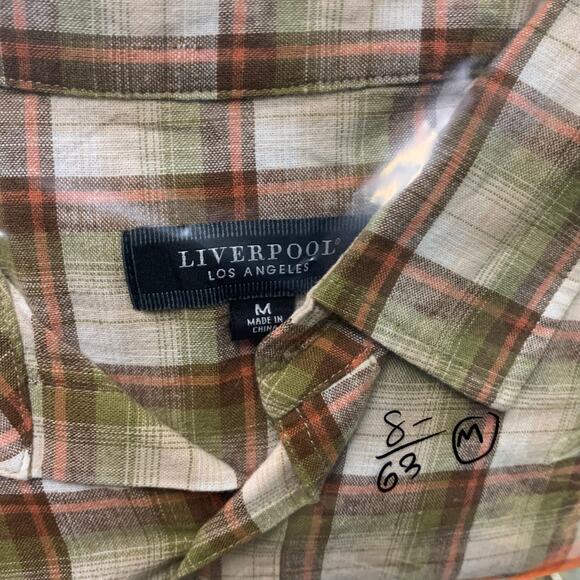 LIVERPOOL®
LOS ANGELES
M
MADE IN
CHINA
8-
63
M